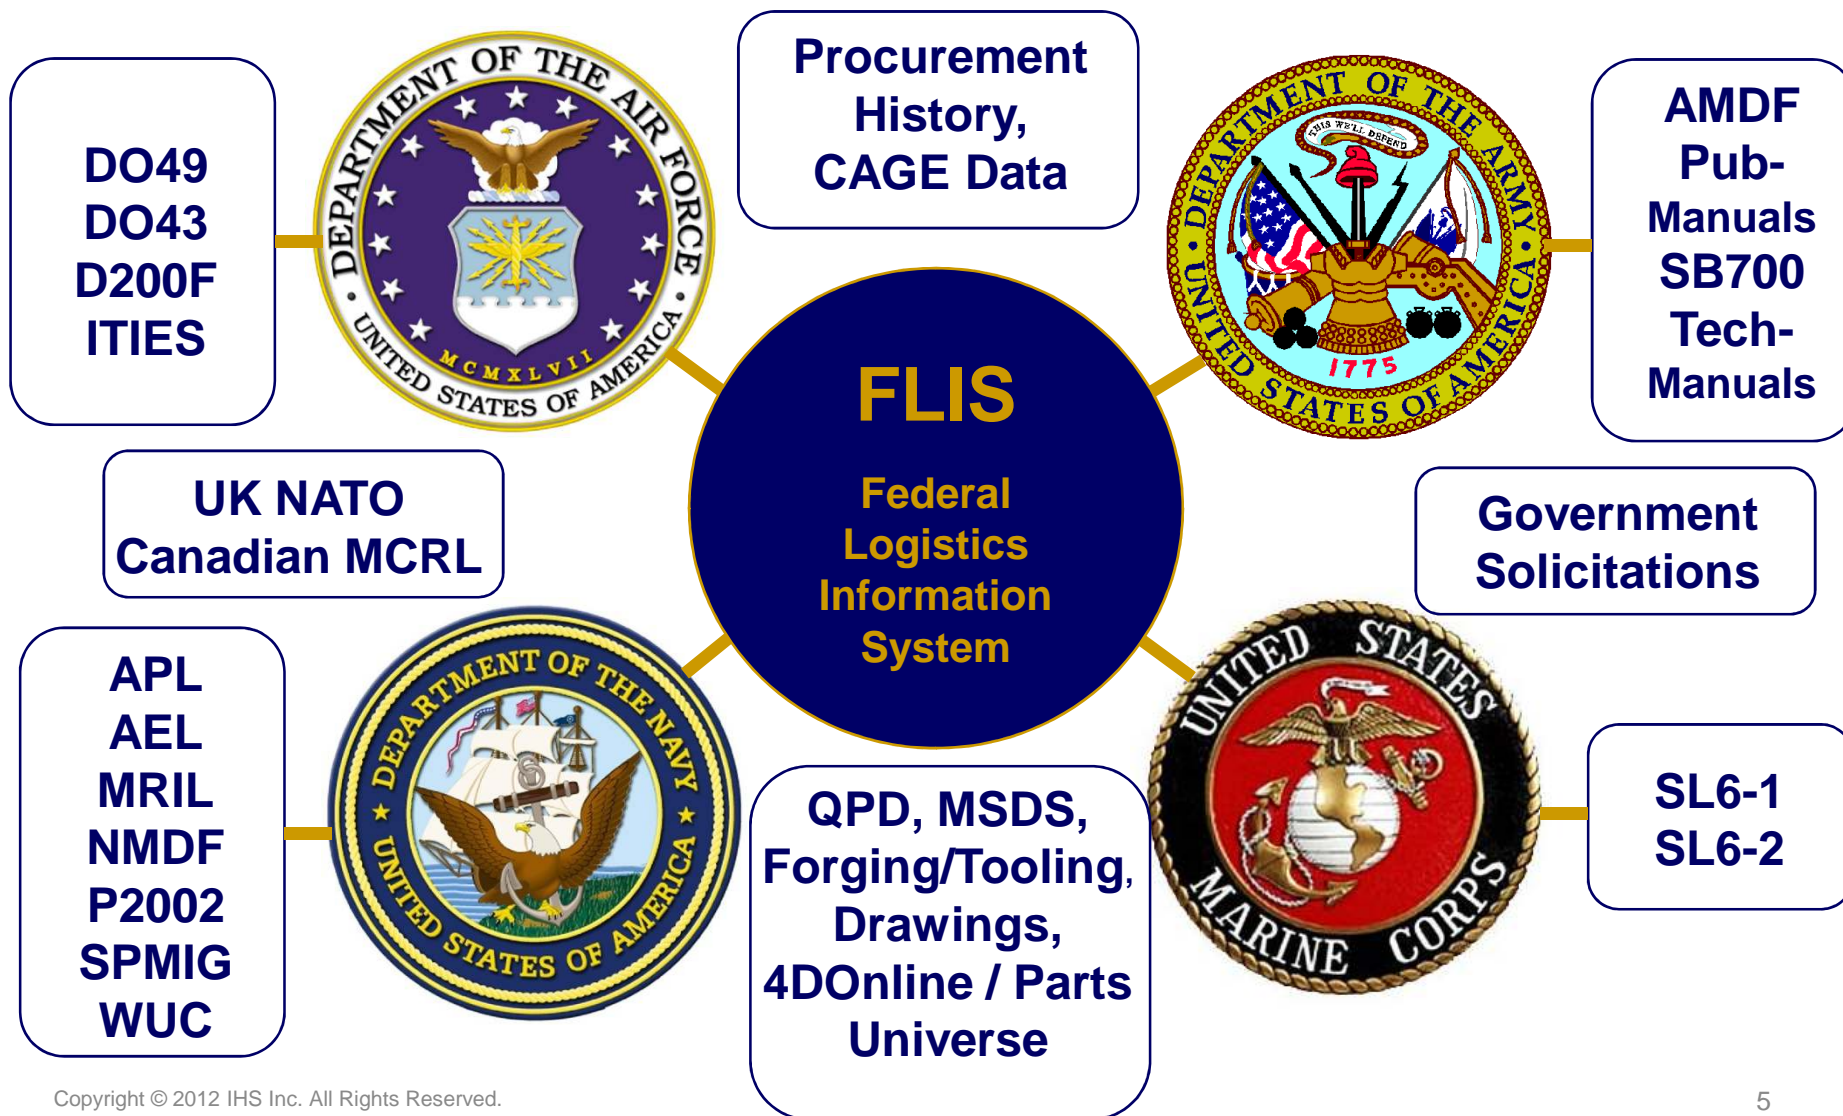 DO49
DO43
D200F
ITIES
DEPARTMENT OF THE AIR FORCE
UNITED STATES OF AMERICA
MCMXLVII
Procurement
History,
CAGE Data
DEPARTMENT OF THE ARMY
UNITED STATES OF AMERICA
THIS WE'LL DEFEND
1775
AMDF
Pub-
Manuals
SB700
Tech-
Manuals
FLIS
Federal
Logistics
Information
System
UK NATO
Canadian MCRL
Government
Solicitations
APL
AEL
MRIL
NMDF
P2002
SPMIG
WUC
DEPARTMENT OF THE NAVY
UNITED STATES OF AMERICA
QPD, MSDS,
Forging/Tooling,
Drawings,
4DOnline / Parts
Universe
UNITED STATES
MARINE CORPS
SL6-1
SL6-2
Copyright © 2012 IHS Inc. All Rights Reserved.
5